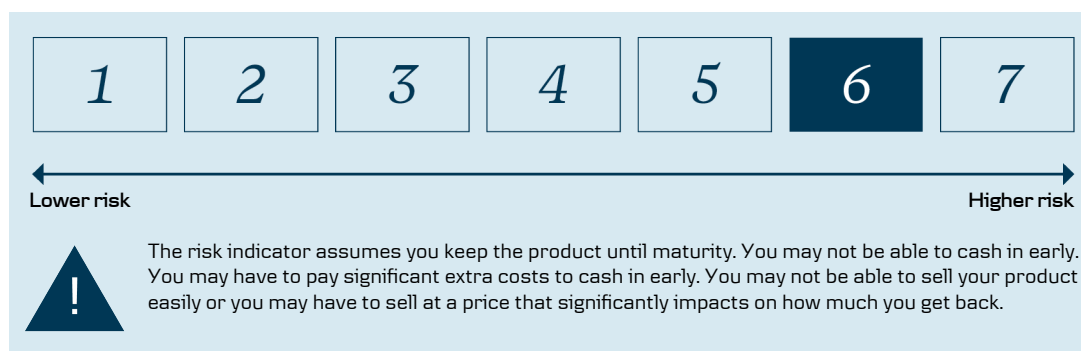 1 2 3 4 5 6 7
Lower risk Higher risk
The risk indicator assumes you keep the product until maturity. You may not be able to cash in early.
! You may have to pay significant extra costs to cash in early. You may not be able to sell your product
easily or you may have to sell at a price that significantly impacts on how much you get back.